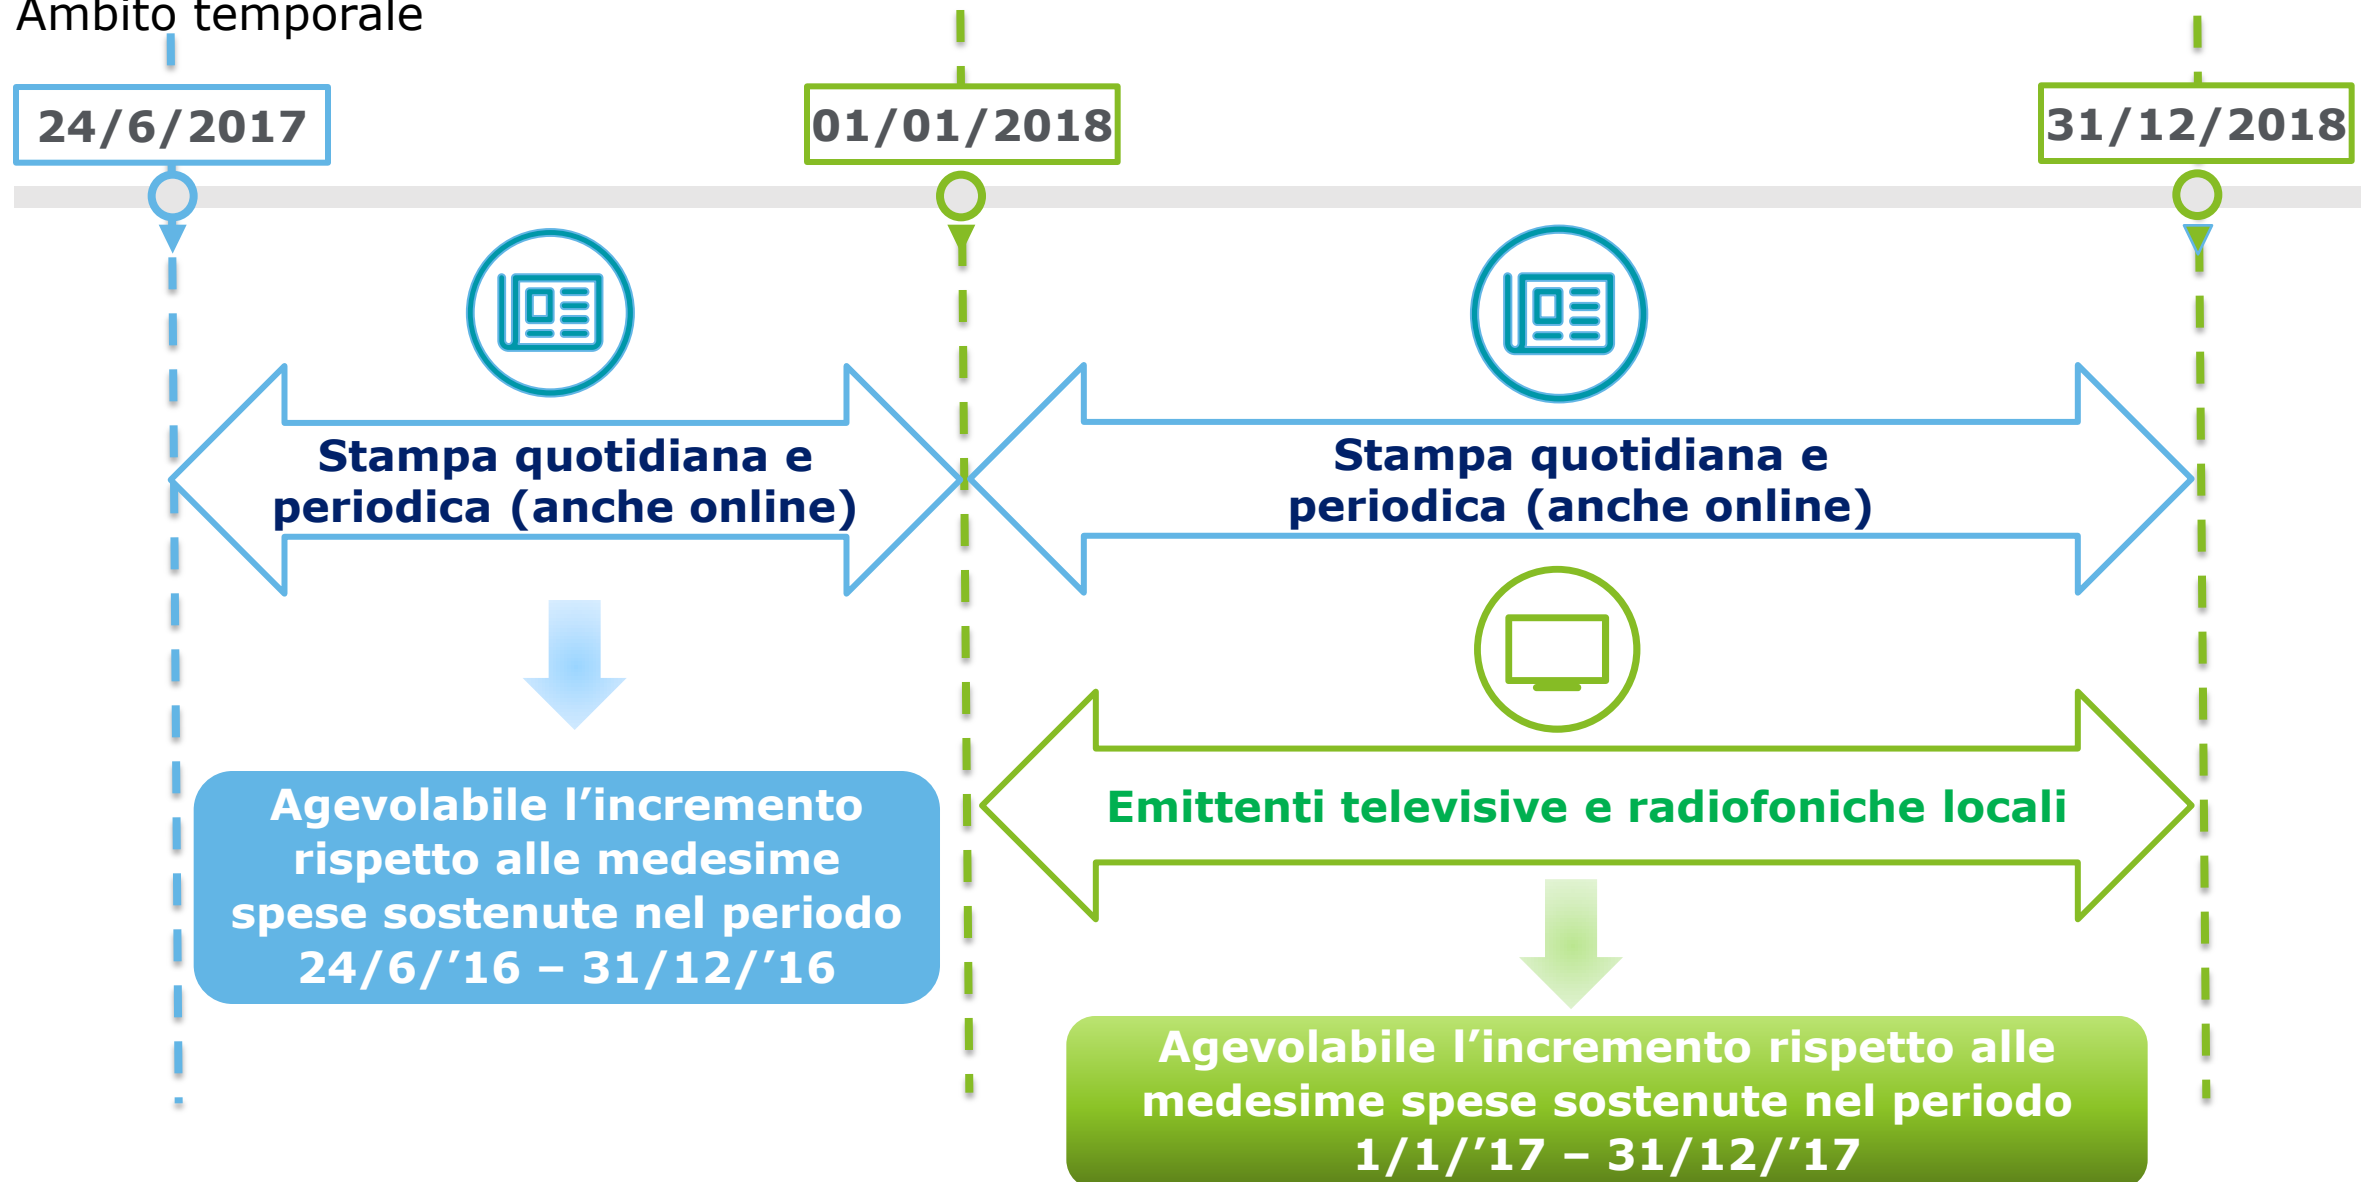 Ambito temporale
24/6/2017
01/01/2018
31/12/2018
Stampa quotidiana e
periodica (anche online)
Stampa quotidiana e
periodica (anche online)
Emittenti televisive e radiofoniche locali
Agevolabile l’incremento
rispetto alle medesime
spese sostenute nel periodo
24/6/’16 – 31/12/’16
Agevolabile l’incremento rispetto alle
medesime spese sostenute nel periodo
1/1/’17 – 31/12/’17